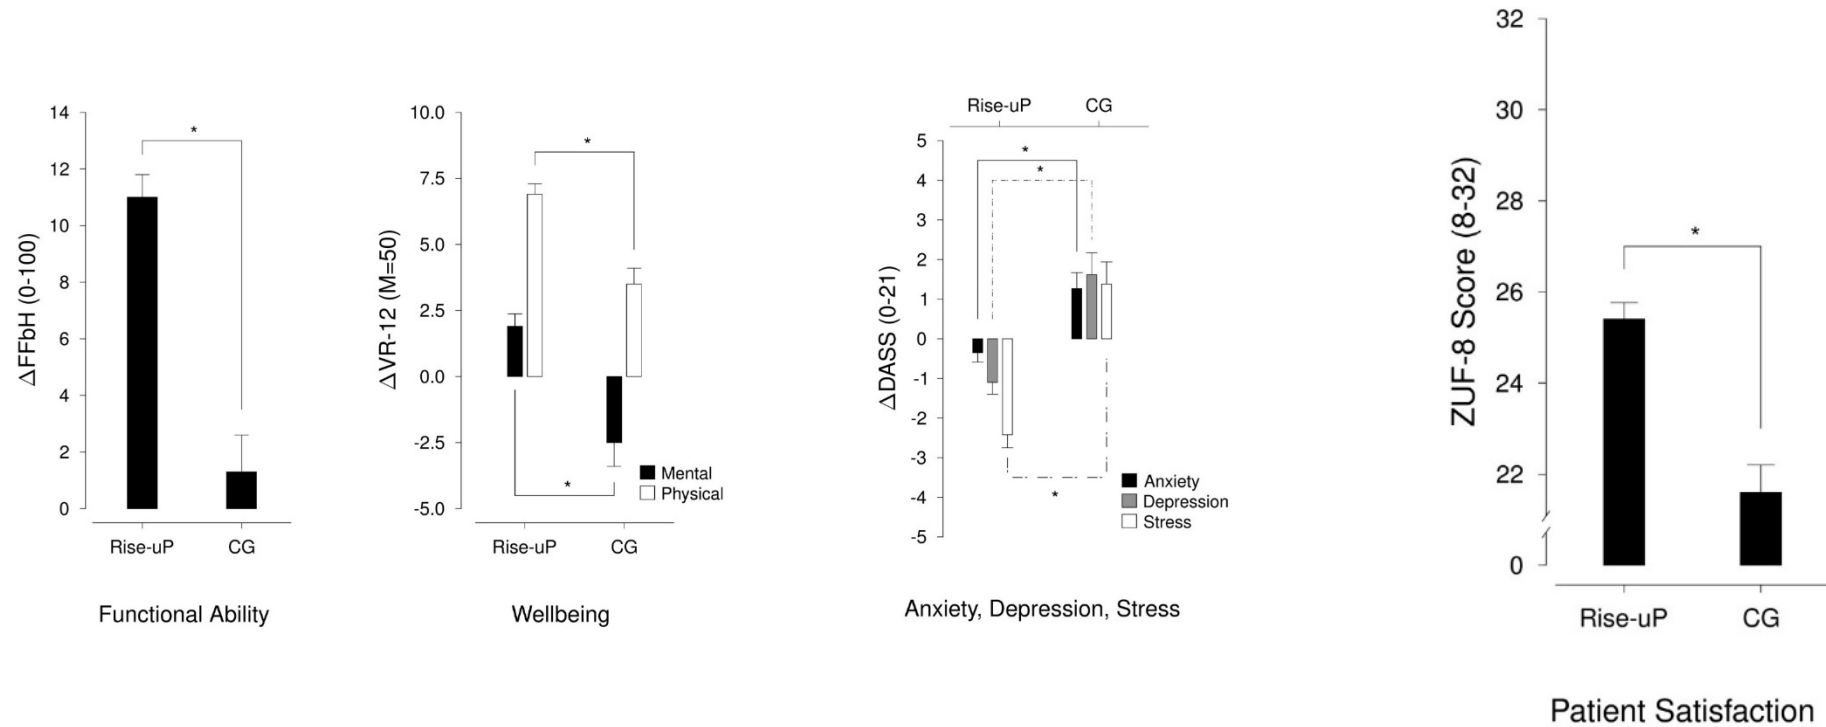 ΔFFbH (0-100)
14
12
10
8
6
4
2
0
*
Rise-uP CG
Functional Ability
ΔVR-12 (M=50)
10.0
7.5
5.0
2.5
0.0
-2.5
-5.0
*
*
Mental
Physical
Rise-uP CG
Wellbeing
Rise-uP CG
ΔDASS (0-21)
5
4
3
2
1
0
-1
-2
-3
-4
-5
*
*
*
Anxiety
Depression
Stress
Anxiety, Depression, Stress
ZUF-8 Score (8-32)
32
30
28
26
24
22
0
*
Rise-uP CG
Patient Satisfaction